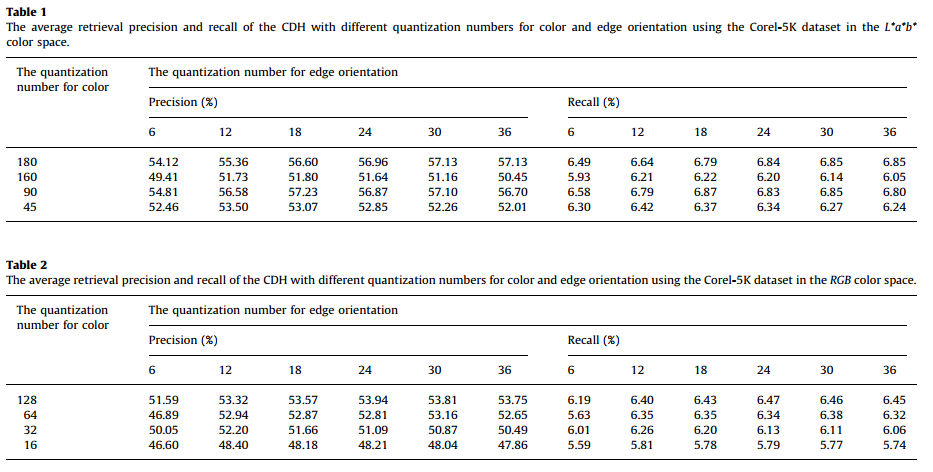 Table 1
The average retrieval precision and recall of the CDH with different quantization numbers for color and edge orientation using the Corel-5K dataset in the L*a*b*
color space.
The quantization The quantization number for edge orientation
number for color
Precision (%) Recall (%)
6 12 18 24 30 36 6 12 18 24 30 36
180 54.12 55.36 56.60 56.96 57.13 57.13 6.49 6.64 6.79 6.84 6.85 6.85
160 49.41 51.73 51.80 51.64 51.16 50.45 5.93 6.21 6.22 6.20 6.14 6.05
90 54.81 56.58 57.23 56.87 57.10 56.70 6.58 6.79 6.87 6.83 6.85 6.80
45 52.46 53.50 53.07 52.85 52.26 52.01 6.30 6.42 6.37 6.34 6.27 6.24
Table 2
The average retrieval precision and recall of the CDH with different quantization numbers for color and edge orientation using the Corel-5K dataset in the RGB color space.
The quantization The quantization number for edge orientation
number for color
Precision (%) Recall (%)
6 12 18 24 30 36 6 12 18 24 30 36
128 51.59 53.32 53.57 53.94 53.81 53.75 6.19 6.40 6.43 6.47 6.46 6.45
64 46.89 52.94 52.87 52.81 53.16 52.65 5.63 6.35 6.35 6.34 6.38 6.32
32 50.05 52.20 51.66 51.09 50.87 50.49 6.01 6.26 6.20 6.13 6.11 6.06
16 46.60 48.40 48.18 48.21 48.04 47.86 5.59 5.81 5.78 5.79 5.77 5.74